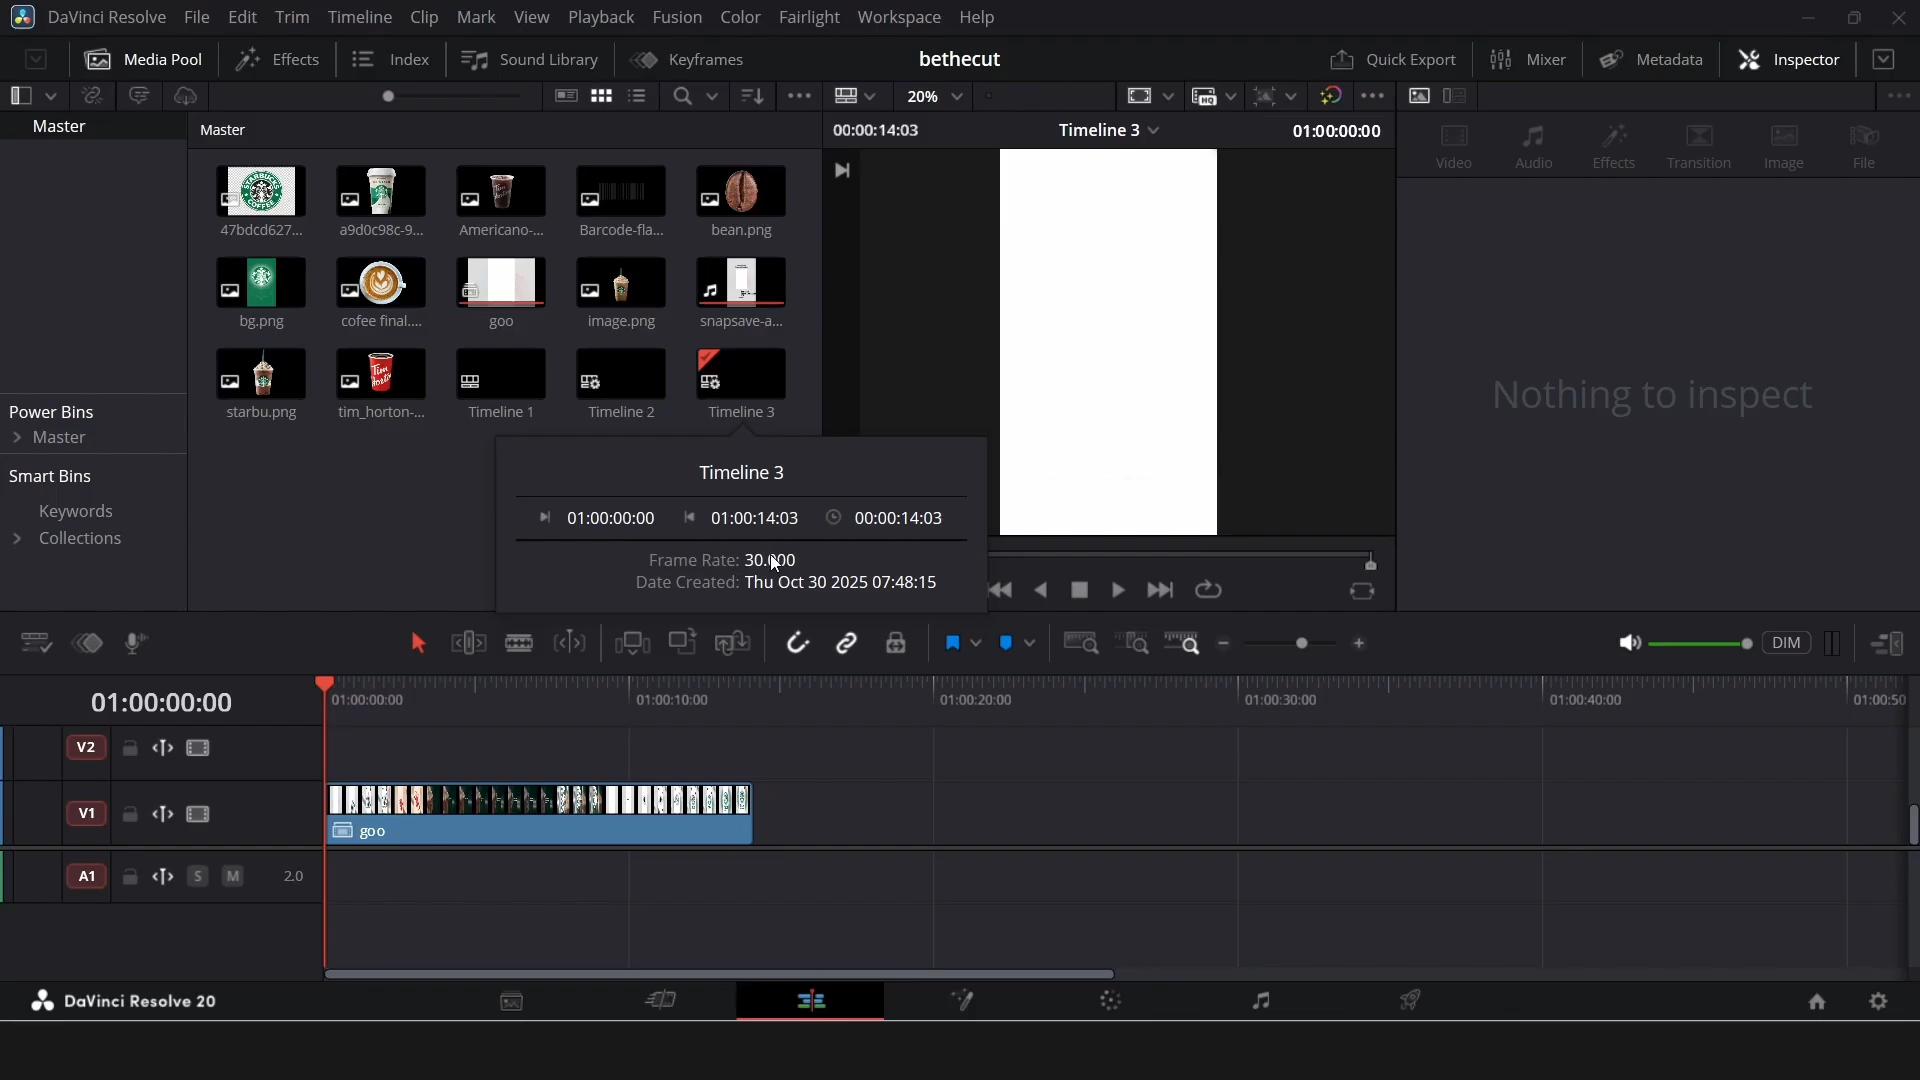 DaVinci Resolve File Edit Trim Timeline Clip Mark View Playback Fusion Color Fairlight Workspace Help
Media Pool Effects Index Sound Library Keyframes bethecut Quick Export Mixer Metadata Inspector
20%
Master Master 00:00:14:03 Timeline 3 01:00:00:00
Video Audio Effects Transition Image File
47bdcd627... a9d0c98c-9... Americano-... Barcode-fla... bean.png
bg.png cofee final.... goo image.png snapsave-a...
starbu.png tim_horton-... Timeline 1 Timeline 2 Timeline 3
Nothing to inspect
Power Bins
Master
Smart Bins
Keywords
Collections
Timeline 3
01:00:00:00 01:00:14:03 00:00:14:03
Frame Rate: 30.000
Date Created: Thu Oct 30 2025 07:48:15
DIM
01:00:00:00 01:00:00:00 01:00:10:00 01:00:20:00 01:00:30:00 01:00:40:00 01:00:50
V2
V1
goo
A1 S M 2.0
DaVinci Resolve 20